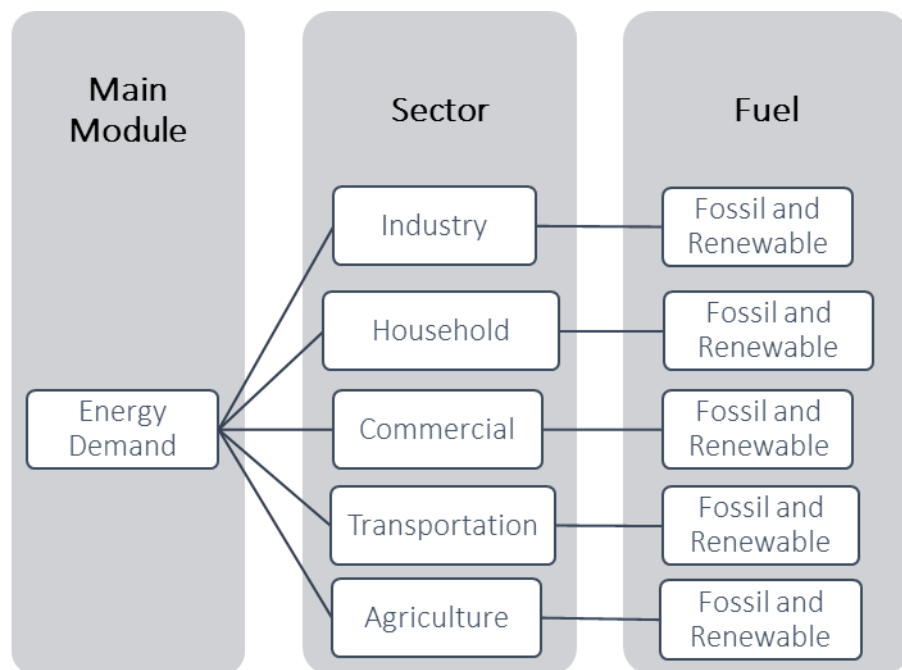 Main
Module
Sector
Fuel
Industry
Fossil and
Renewable
Household
Fossil and
Renewable
Energy
Demand
Commercial
Fossil and
Renewable
Transportation
Fossil and
Renewable
Agriculture
Fossil and
Renewable